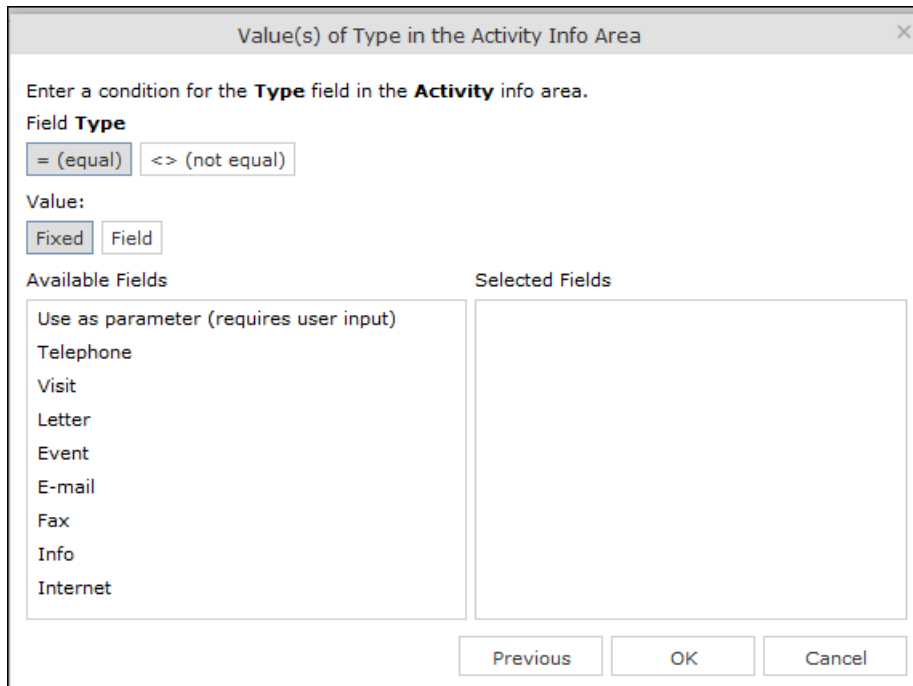 Value(s) of Type in the Activity Info Area
Enter a condition for the Type field in the Activity info area.
Field Type
= (equal) <> (not equal)
Value:
Fixed Field
Available Fields Selected Fields
Use as parameter (requires user input)
Telephone
Visit
Letter
Event
E-mail
Fax
Info
Internet
Previous OK Cancel